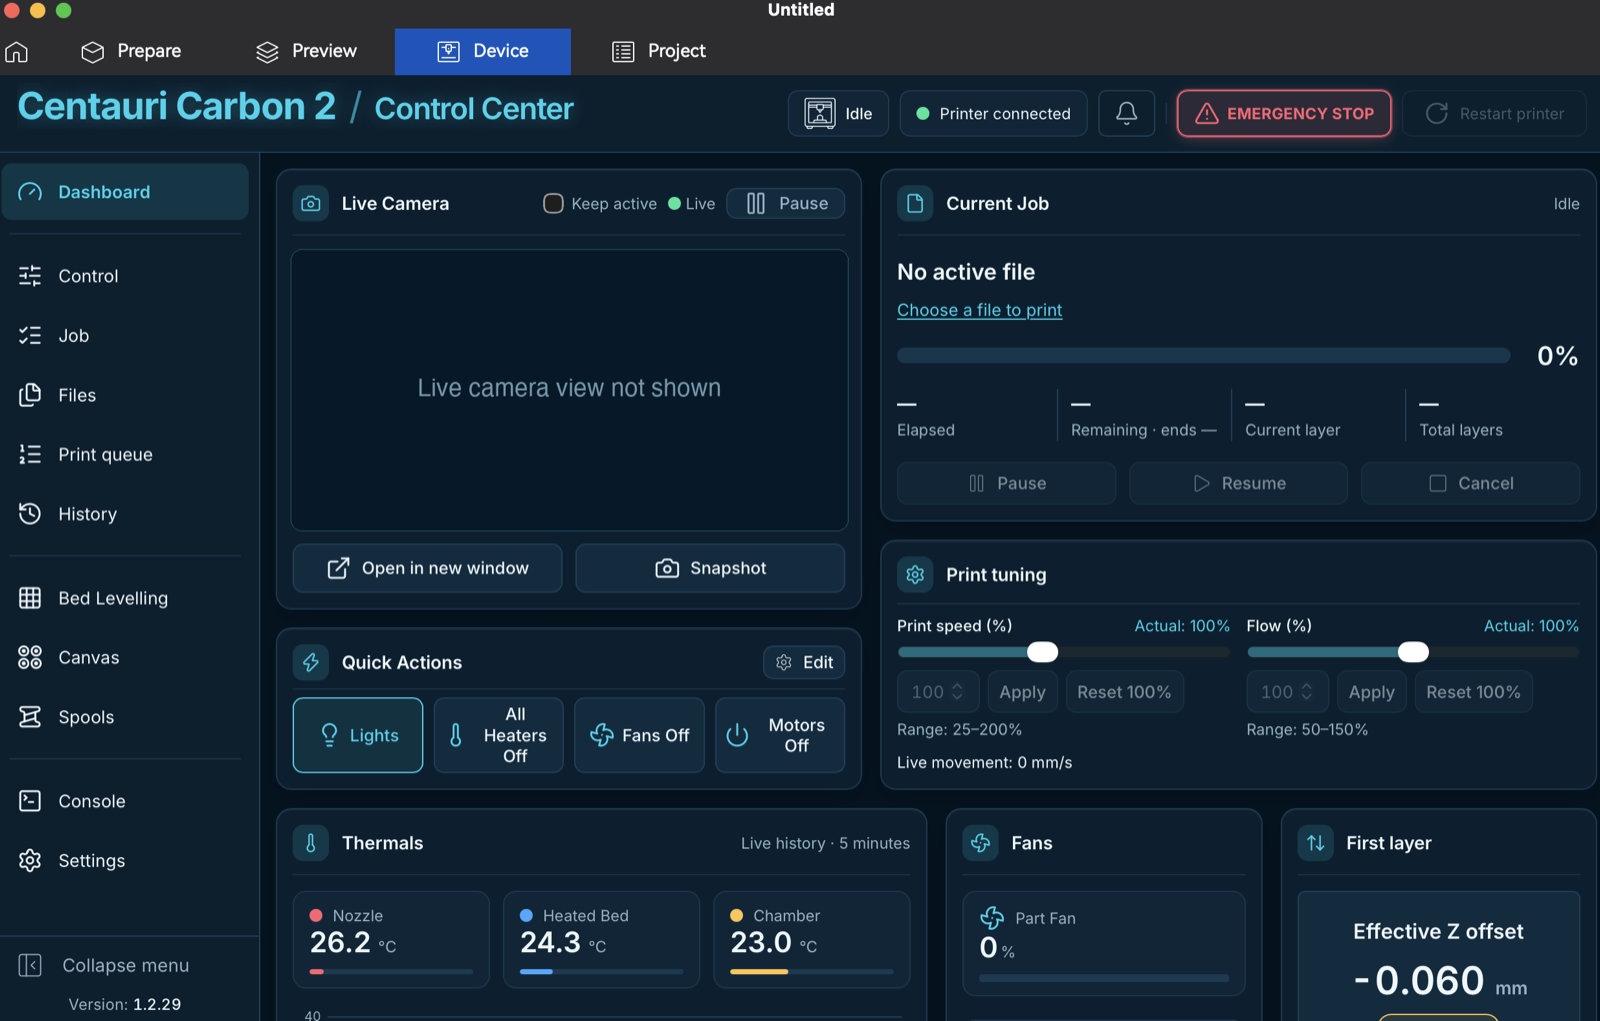 Untitled
Prepare
Preview
Device
Project
Centauri Carbon 2 / Control Center
Idle
Printer connected
EMERGENCY STOP
Restart printer
Dashboard
Control
Job
Files
Print queue
History
Bed Levelling
Canvas
Spools
Console
Settings
Collapse menu
Version: 1.2.29
Live Camera
Keep active
Live
Pause
Live camera view not shown
Open in new window
Snapshot
Quick Actions
Edit
Lights
All
Heaters
Off
Fans Off
Motors
Off
Current Job
Idle
No active file
Choose a file to print
0%
—
Elapsed
—
Remaining · ends —
—
Current layer
—
Total layers
Pause
Resume
Cancel
Print tuning
Print speed (%)
Actual: 100%
100
Apply
Reset 100%
Range: 25–200%
Live movement: 0 mm/s
Flow (%)
Actual: 100%
100
Apply
Reset 100%
Range: 50–150%
Thermals
Live history · 5 minutes
Nozzle
26.2 °C
Heated Bed
24.3 °C
Chamber
23.0 °C
40
Fans
Part Fan
0 %
First layer
Effective Z offset
-0.060 mm